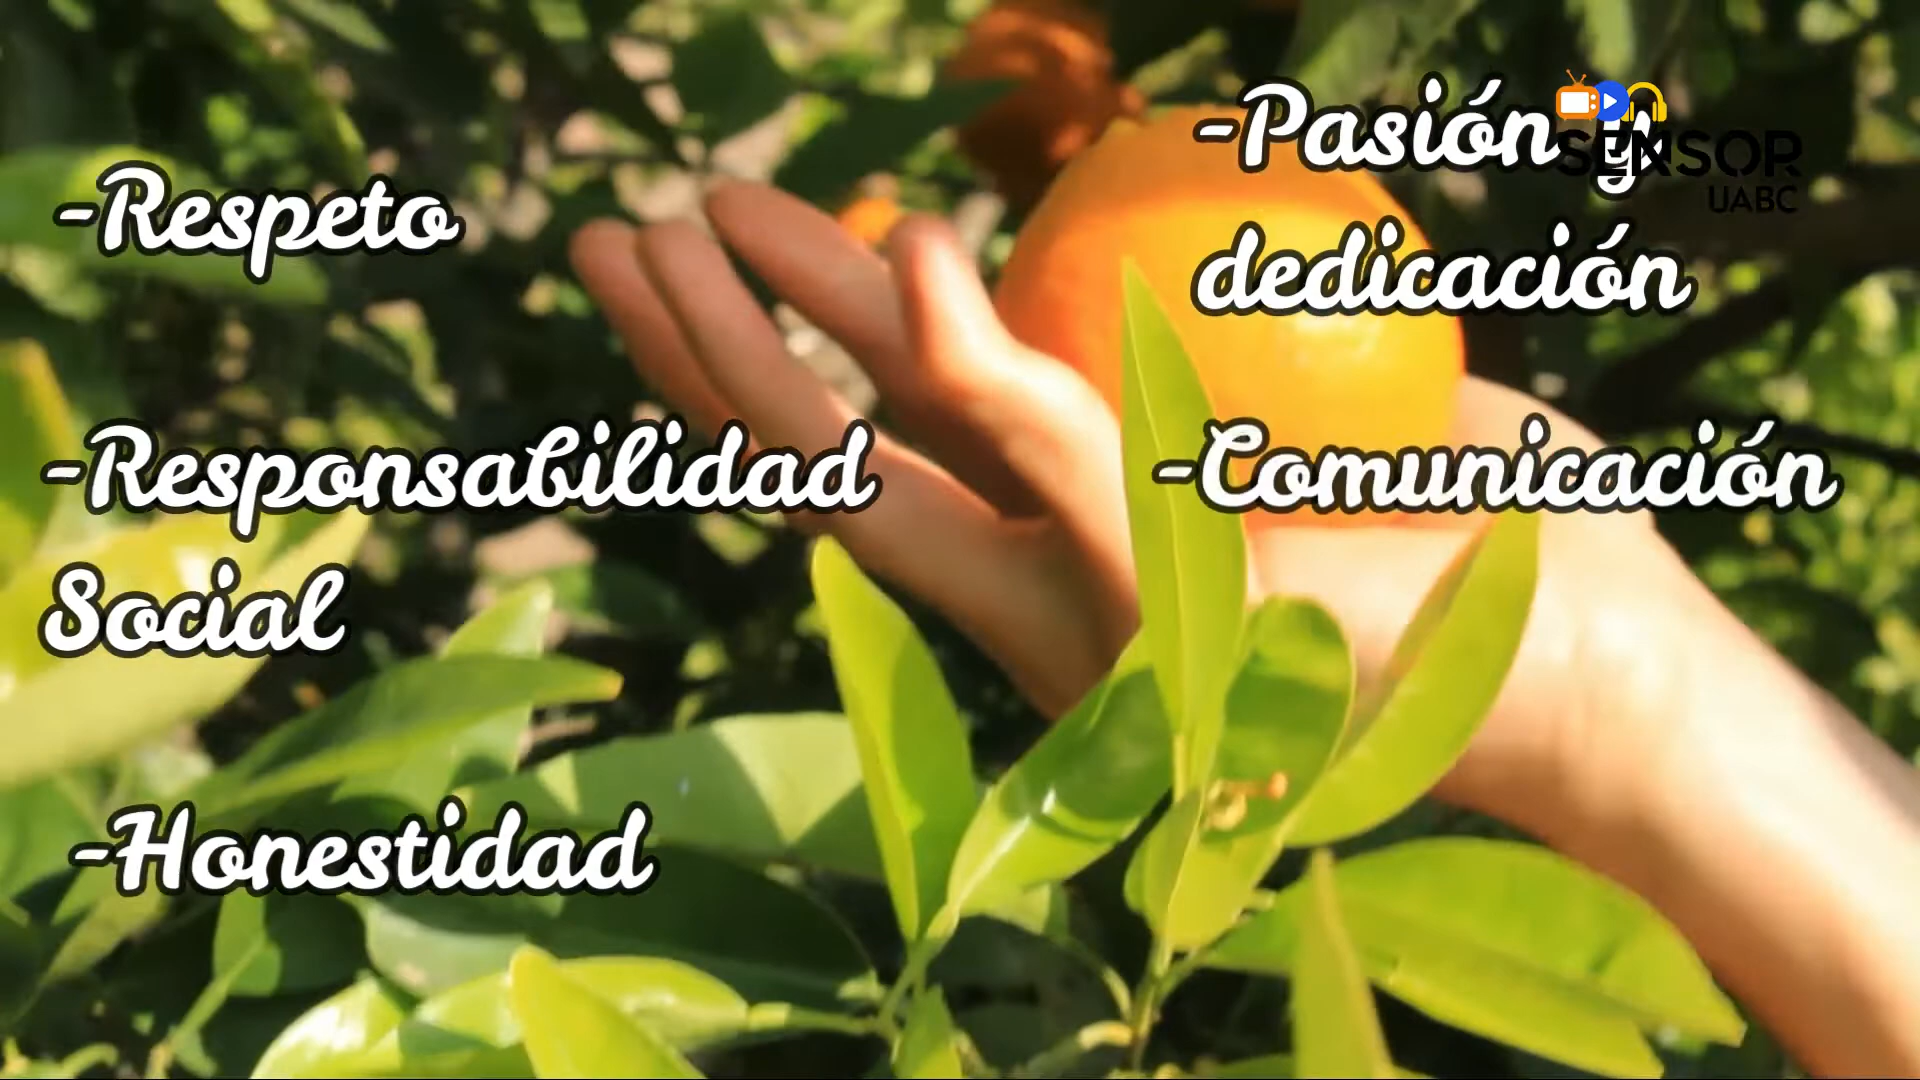 -Respeto
-Responsabilidad
Social
-Honestidad
-Pasión y
dedicación
-Comunicación
SENSOR
UABC